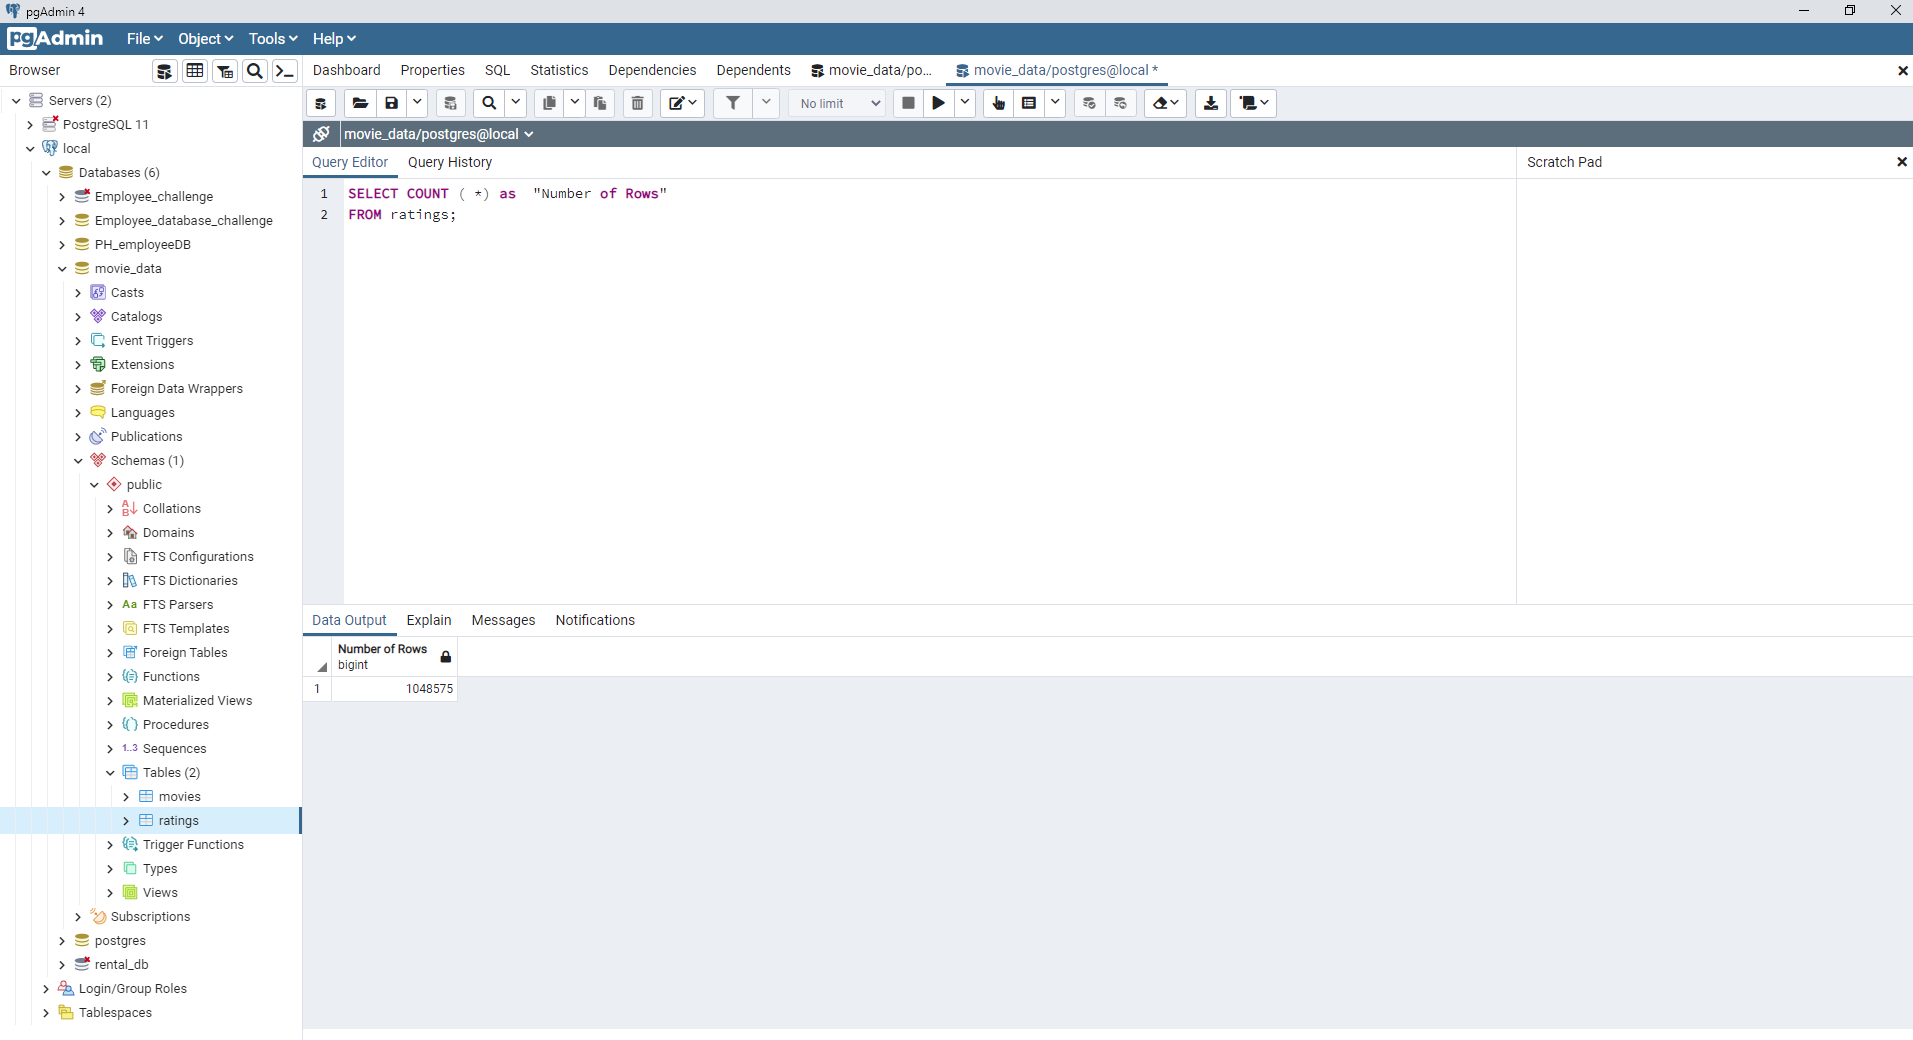 pgAdmin 4
pgAdmin File Object Tools Help
Browser
Dashboard Properties SQL Statistics Dependencies Dependents movie_data/po... movie_data/postgres@local *
No limit
movie_data/postgres@local
Query Editor Query History
Scratch Pad
1 SELECT COUNT ( *) as "Number of Rows"
2 FROM ratings;
Data Output Explain Messages Notifications
Number of Rows
bigint
1 1048575
Servers (2)
PostgreSQL 11
local
Databases (6)
Employee_challenge
Employee_database_challenge
PH_employeeDB
movie_data
Casts
Catalogs
Event Triggers
Extensions
Foreign Data Wrappers
Languages
Publications
Schemas (1)
public
Collations
Domains
FTS Configurations
FTS Dictionaries
Aa FTS Parsers
FTS Templates
Foreign Tables
Functions
Materialized Views
Procedures
1..3 Sequences
Tables (2)
movies
ratings
Trigger Functions
Types
Views
Subscriptions
postgres
rental_db
Login/Group Roles
Tablespaces